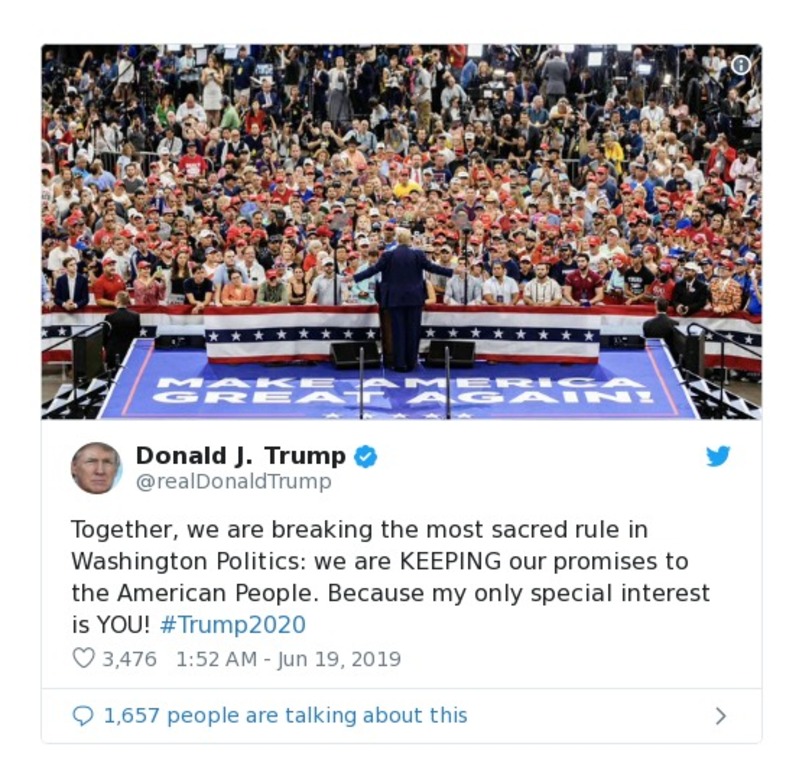 MAKE AMERICA
GREAT AGAIN!
Donald J. Trump
@realDonaldTrump
Together, we are breaking the most sacred rule in
Washington Politics: we are KEEPING our promises to
the American People. Because my only special interest
is YOU! #Trump2020
3,476 1:52 AM - Jun 19, 2019
1,657 people are talking about this